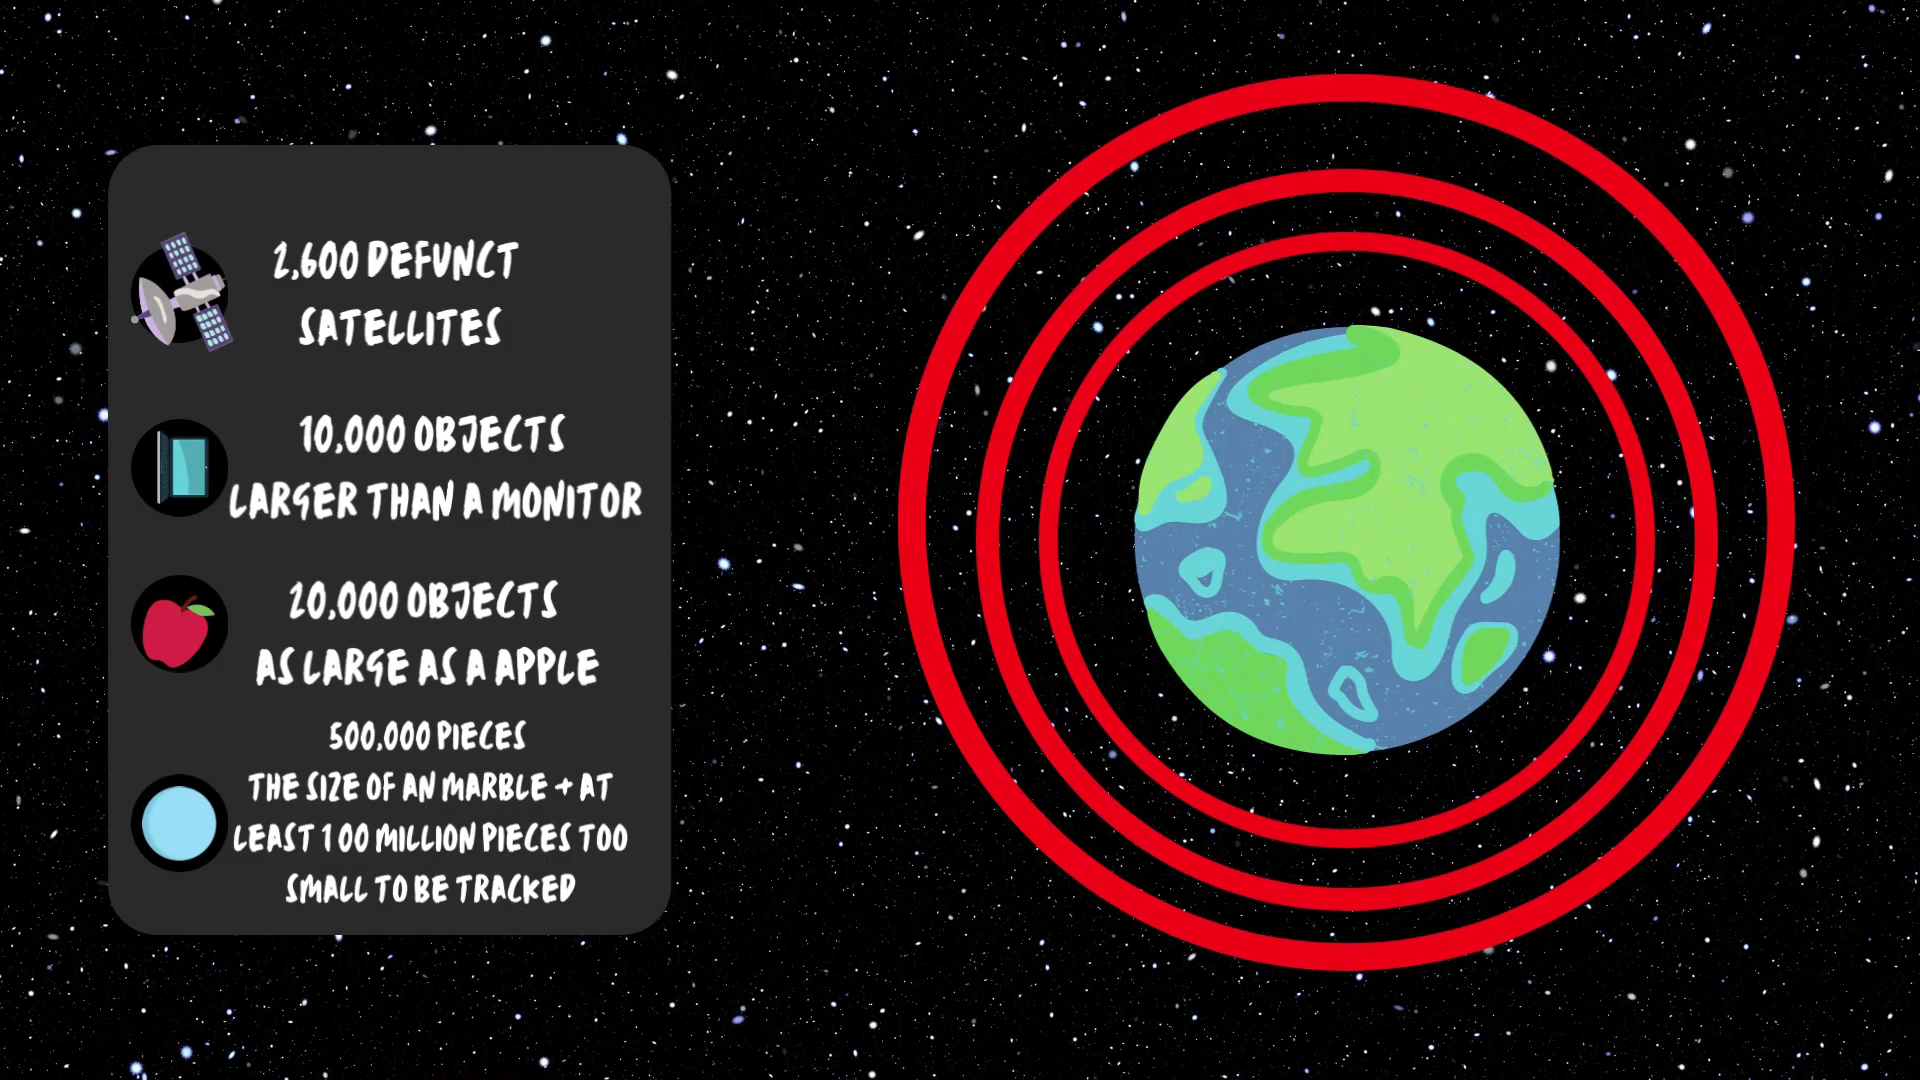 2,600 DEFUNCT
SATELLITES
10,000 OBJECTS
LARGER THAN A MONITOR
20,000 OBJECTS
AS LARGE AS A APPLE
500,000 PIECES
THE SIZE OF AN MARBLE + AT
LEAST 100 MILLION PIECES TOO
SMALL TO BE TRACKED